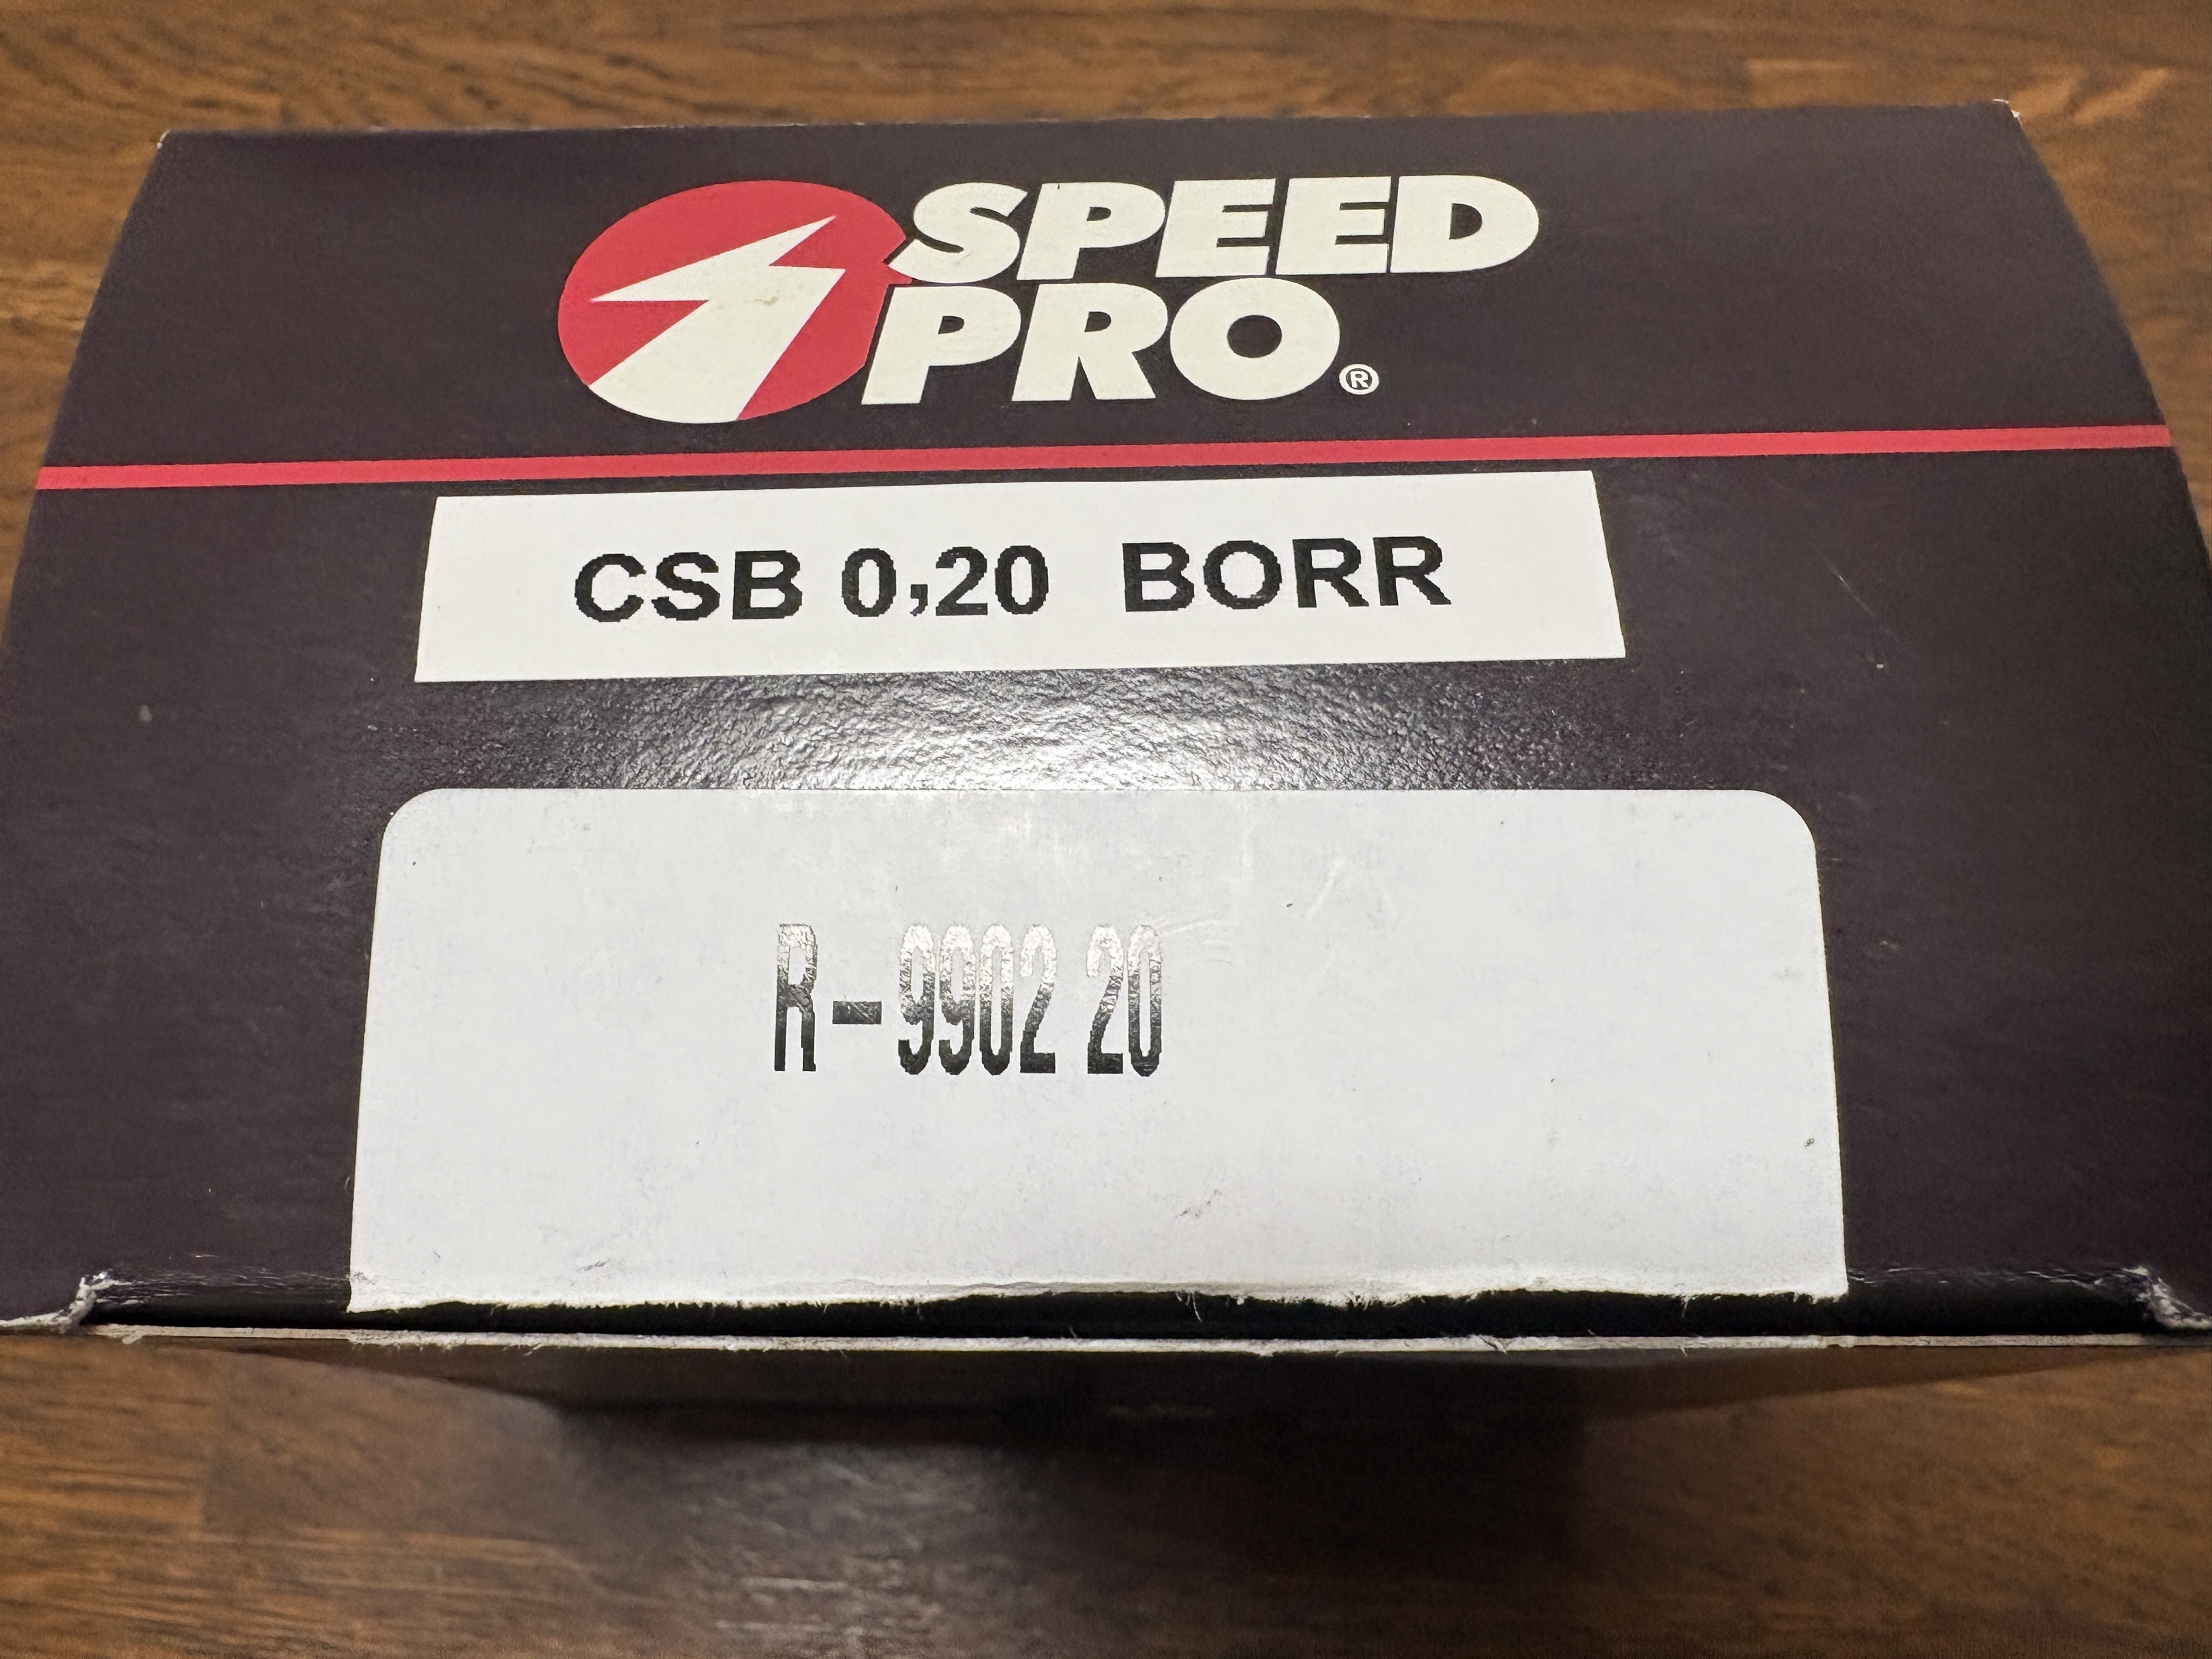 SPEED
PRO®
CSB 0,20 BORR
R-9902 20